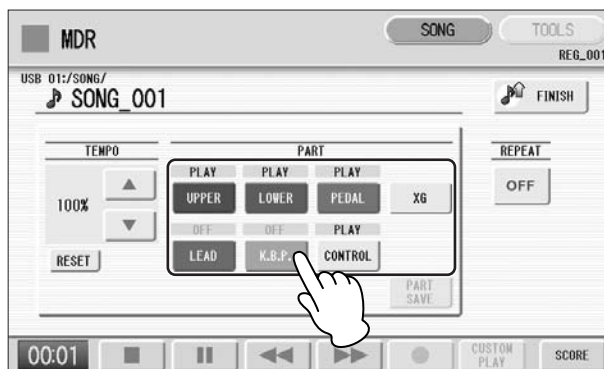 MDR
SONG
TOOLS
REG_001
USB 01:/SONG/
SONG_001
FINISH
TEMPO
PART
REPEAT
PLAY PLAY PLAY
100%
UPPER LOWER PEDAL XG
OFF
OFF OFF PLAY
RESET
LEAD K.B.P. CONTROL
PART
SAVE
00:01
CUSTOM
PLAY
SCORE